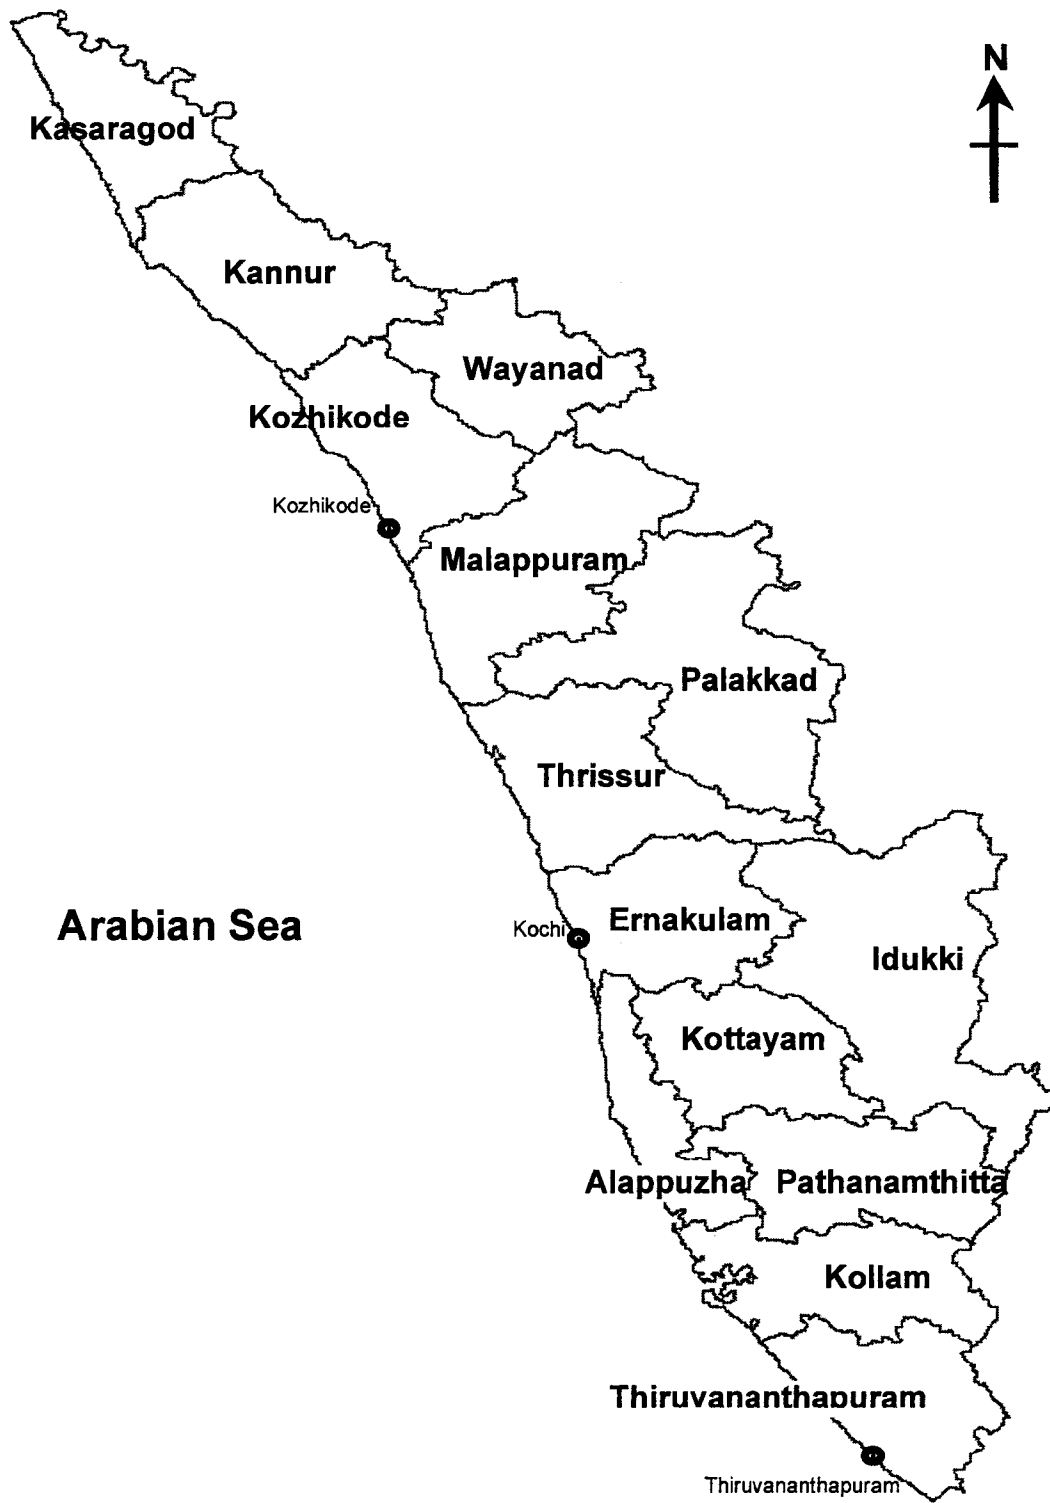 N
Kasaragod
Kannur
Wayanad
Kozhikode
Kozhikode
Malappuram
Palakkad
Thrissur
Arabian Sea
Kochi
Ernakulam
Idukki
Kottayam
Alappuzha
Pathanamthitta
Kollam
Thiruvananthapuram
Thiruvananthapuram